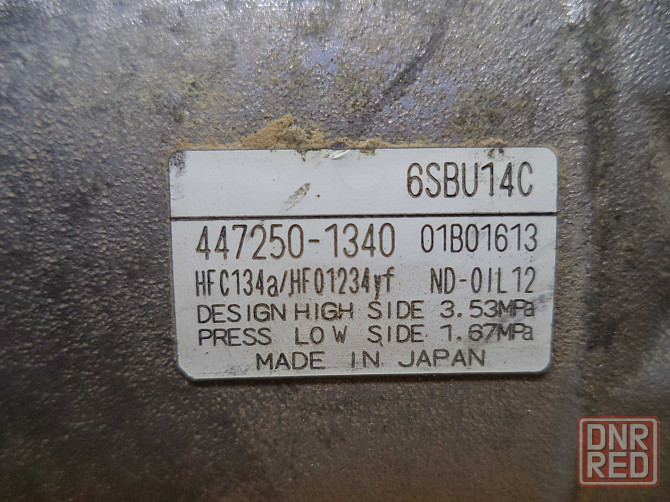 6SBU14C
447250-1340 01B01613
HFC134a/HFO1234yf ND-OIL12
DESIGN HIGH SIDE 3.53MPa
PRESS LOW SIDE 1.67MPa
MADE IN JAPAN
DNR
RED